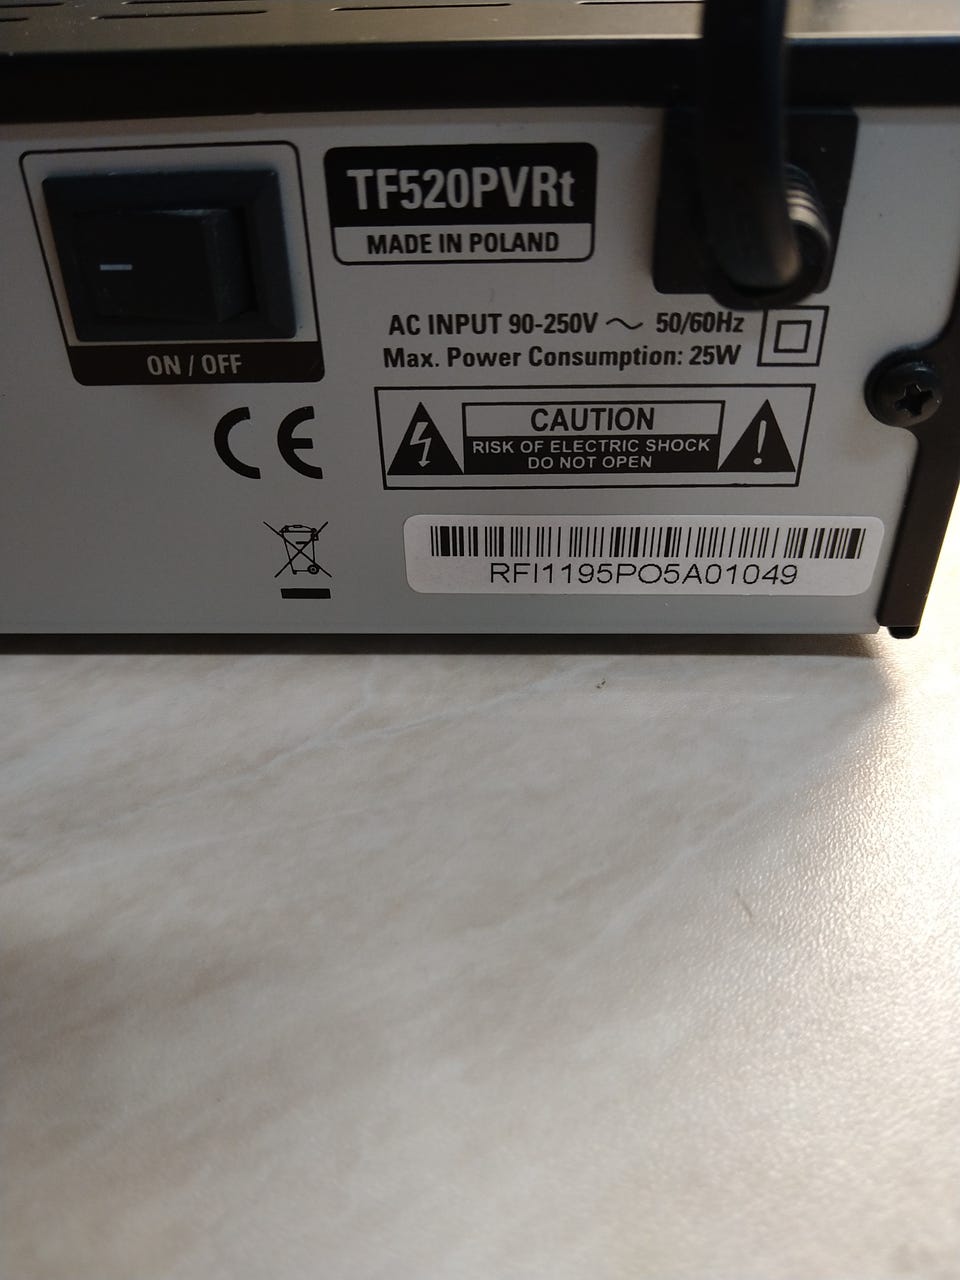 TF520PVRt
MADE IN POLAND
ON / OFF
AC INPUT 90-250V ~ 50/60Hz
Max. Power Consumption: 25W
CE
CAUTION
RISK OF ELECTRIC SHOCK
DO NOT OPEN
RFI1195PO5A01049